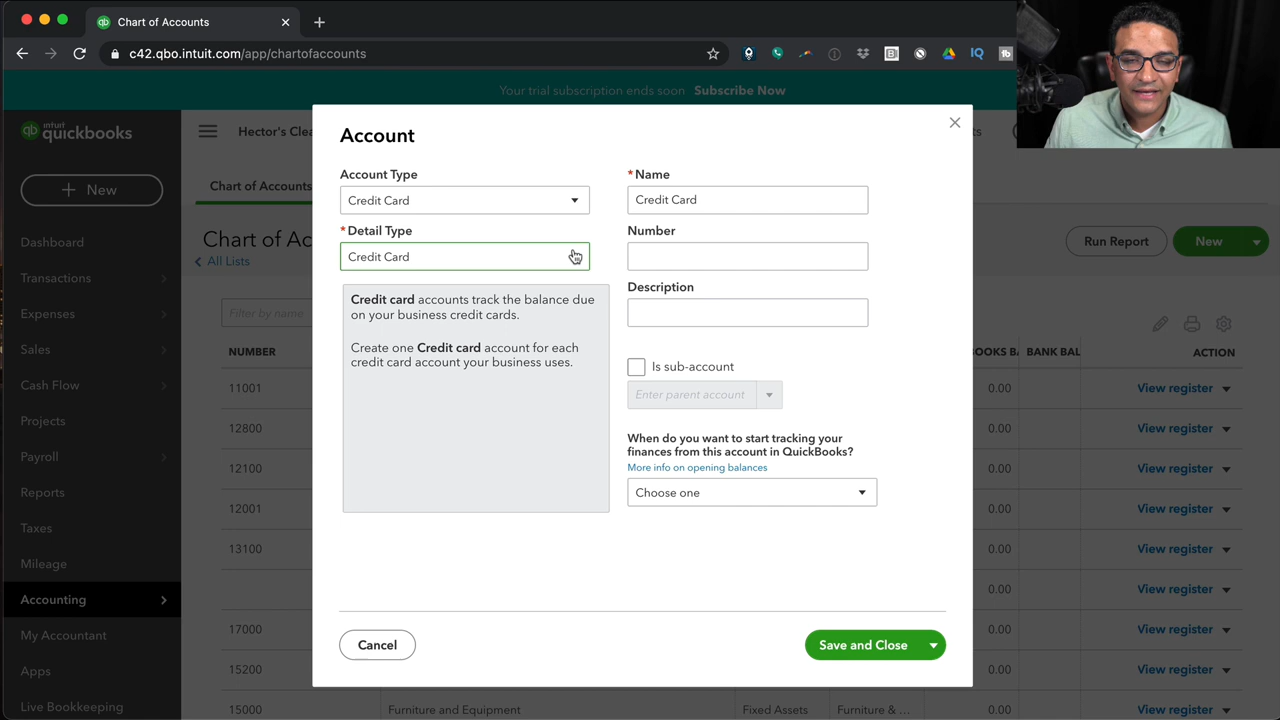 Chart of Accounts
c42.qbo.intuit.com/app/chartofaccounts
Your trial subscription ends soon Subscribe Now
intuit
quickbooks
Hector's Clea
New
Chart of Accounts
Dashboard
Transactions
Expenses
Sales
Cash Flow
Projects
Payroll
Reports
Taxes
Mileage
Accounting
My Accountant
Apps
Live Bookkeeping
Chart of Ac
All Lists
Run Report
New
Filter by name
NUMBER
OOKS BA
BANK BAL
ACTION
11001
0.00
View register
12800
0.00
View register
12100
0.00
View register
12001
0.00
View register
13100
0.00
View register
0.00
View register
17000
0.00
View register
15200
0.00
View register
15000
Furniture and Equipment
Fixed Assets
Furniture & ...
0.00
View register
Account
Account Type
Credit Card
* Detail Type
Credit Card
Credit card accounts track the balance due
on your business credit cards.
Create one Credit card account for each
credit card account your business uses.
* Name
Credit Card
Number
Description
Is sub-account
Enter parent account
When do you want to start tracking your
finances from this account in QuickBooks?
More info on opening balances
Choose one
Cancel
Save and Close